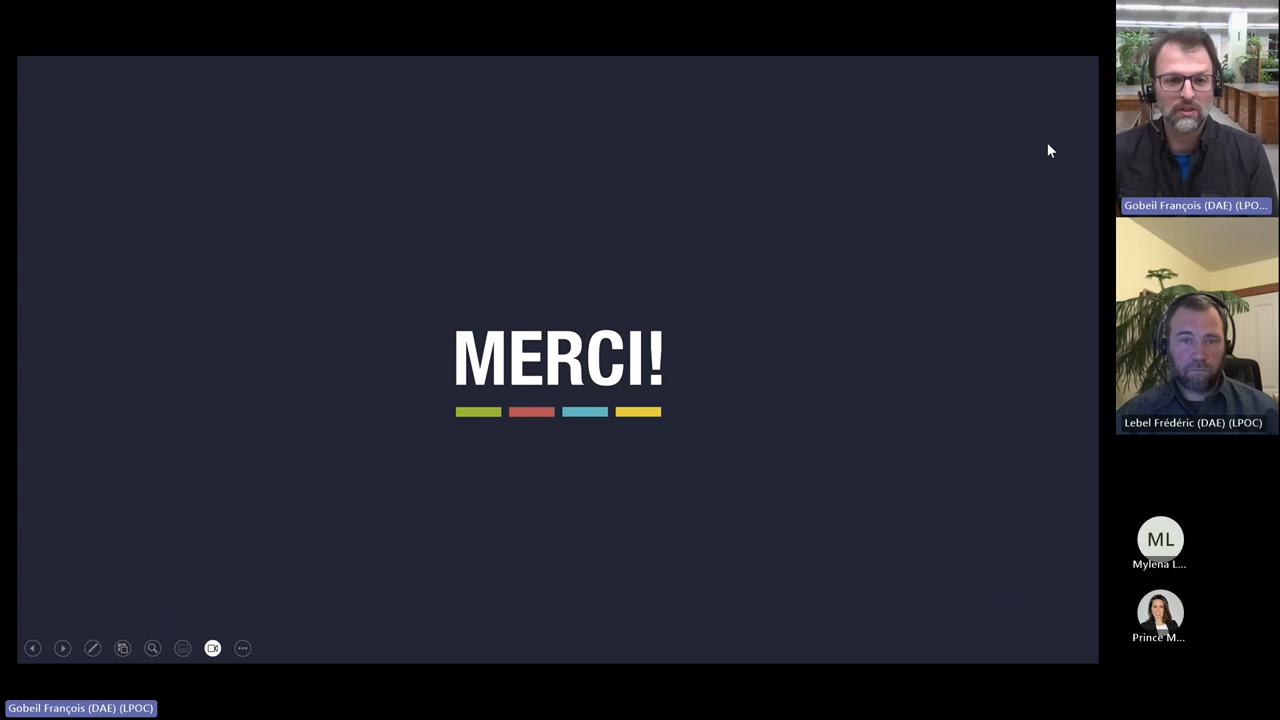 MERCI!
Gobeil François (DAE) (LPO...
Lebel Frédéric (DAE) (LPOC)
ML
Mylena L...
Prince M...
Gobeil François (DAE) (LPOC)